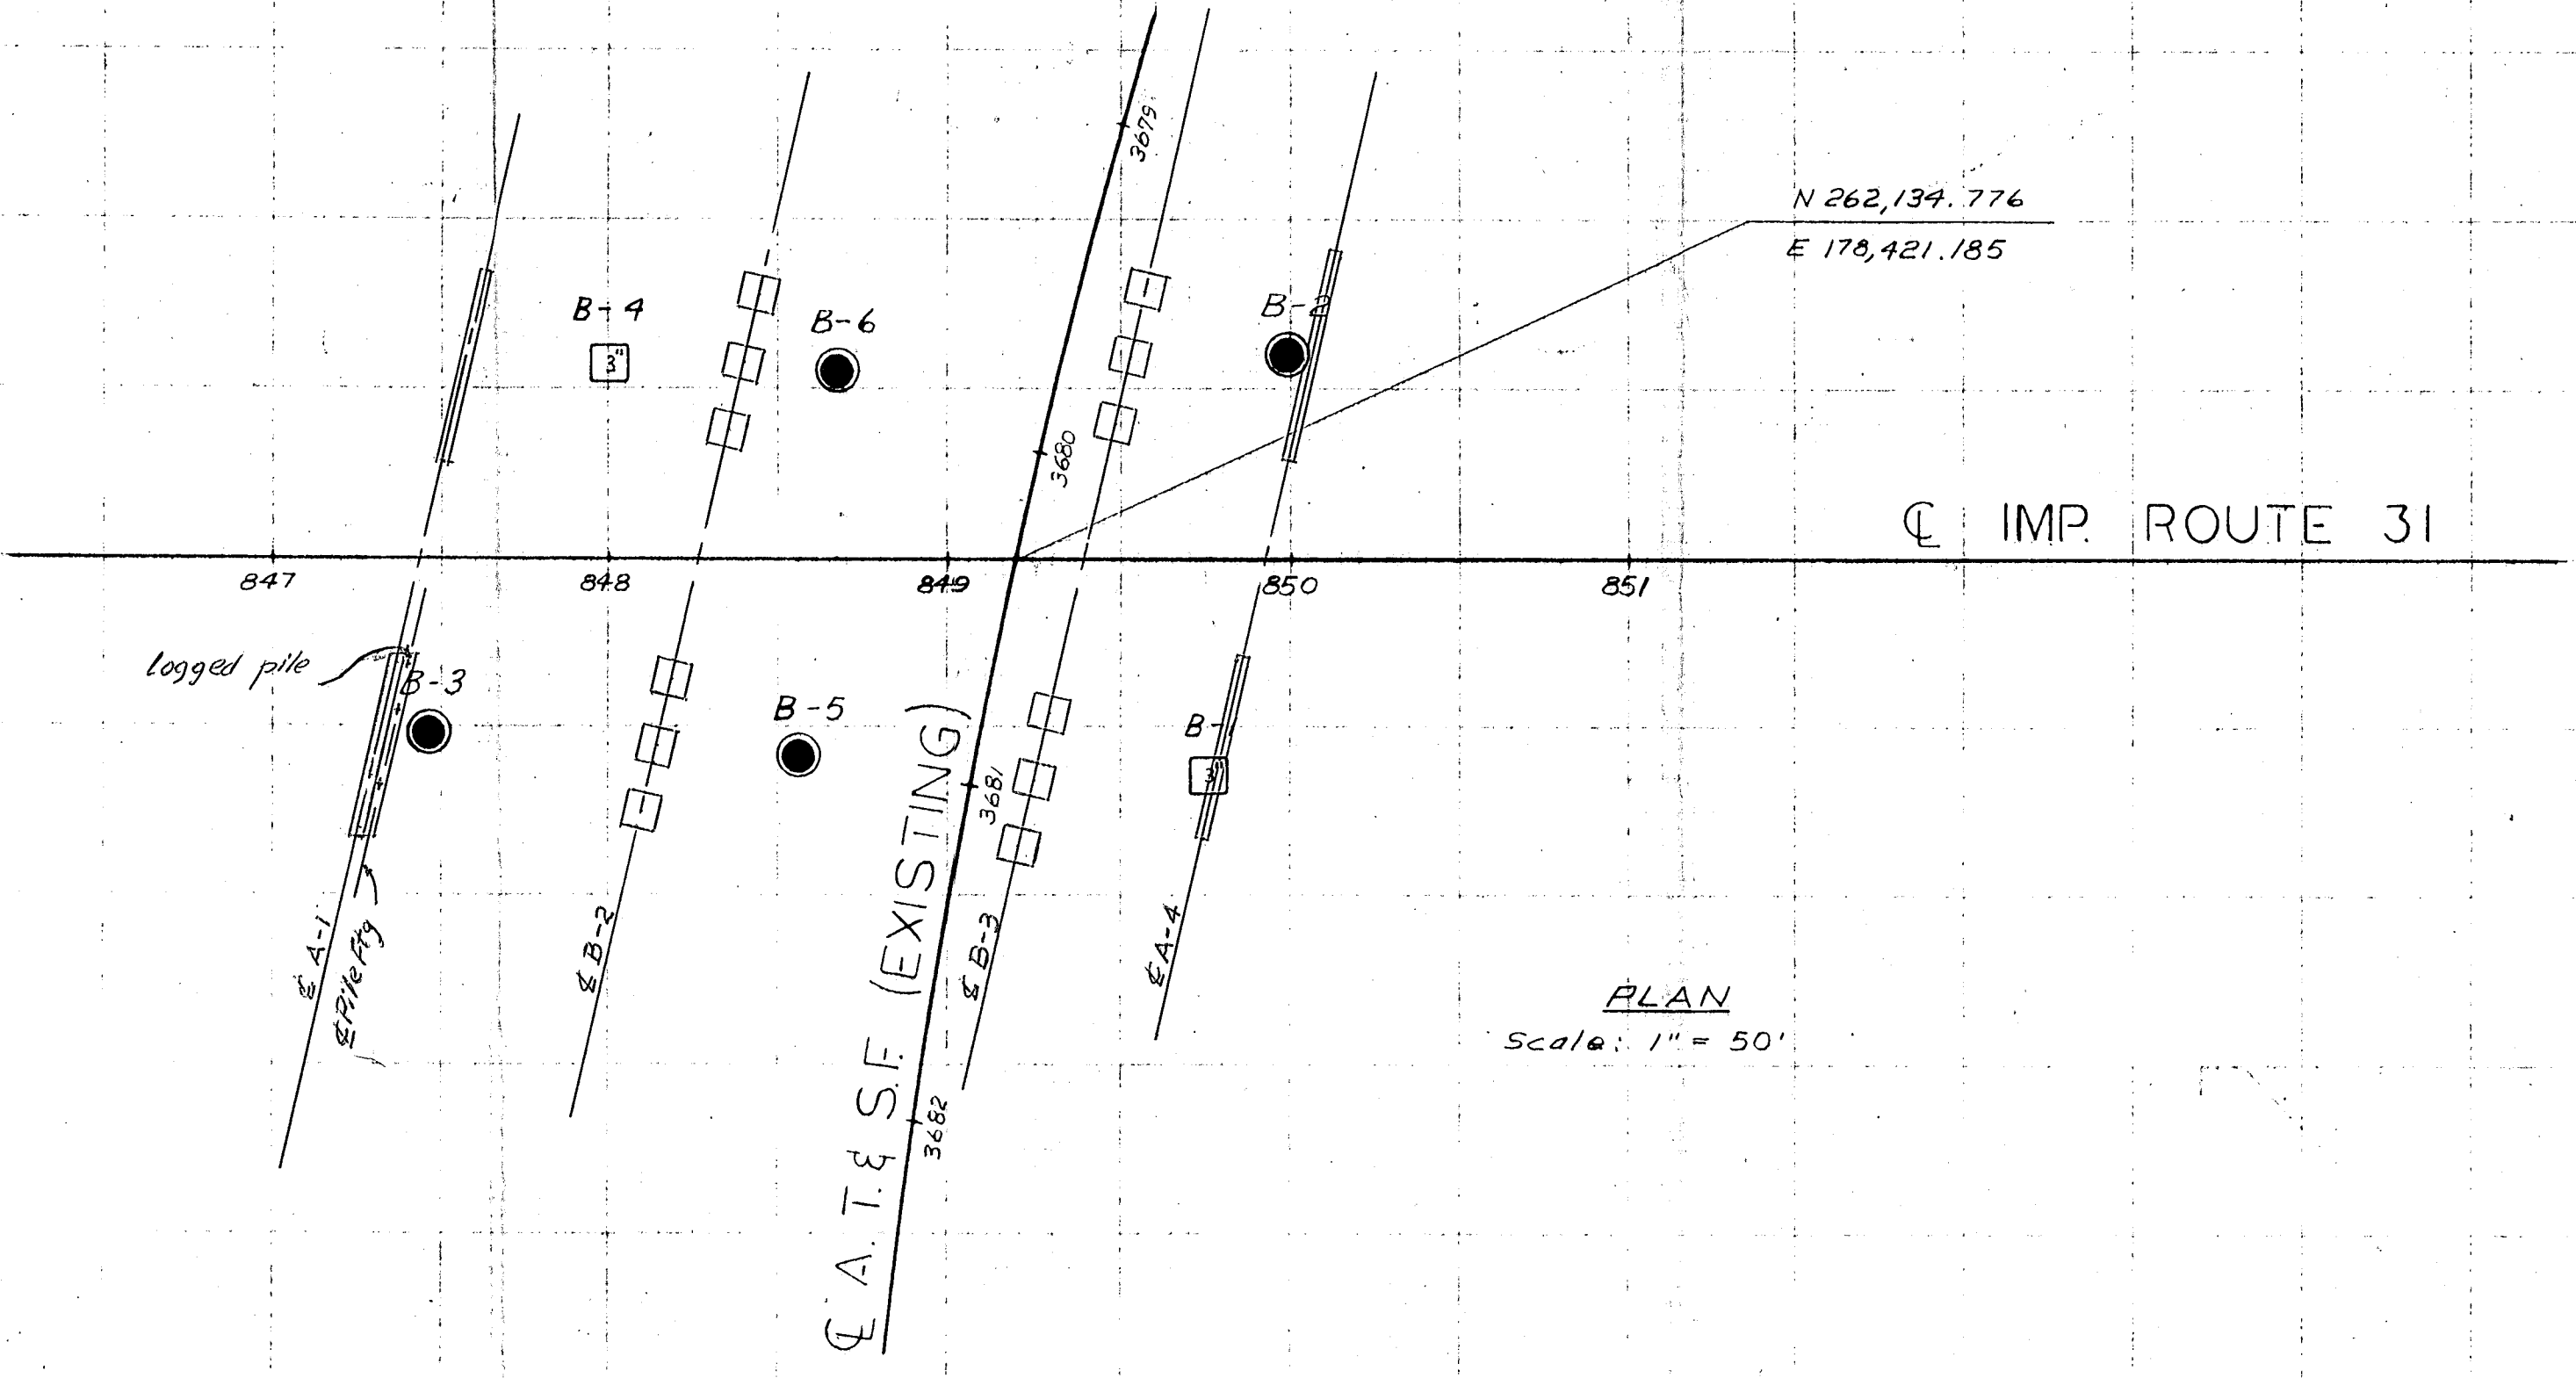 3679
N 262,134.776
E 178,421.185
B-4
B-6
B-2
3"
3680
℄ IMP. ROUTE 31
847
848
849
850
851
logged pile
B-3
B-5
B-
3"
3681
℄ A-1
℄ Pile Ftg
℄ B-2
℄ A.T. & S.F. (EXISTING)
℄ B-3
℄ A-4
PLAN
Scale: 1" = 50'
3682